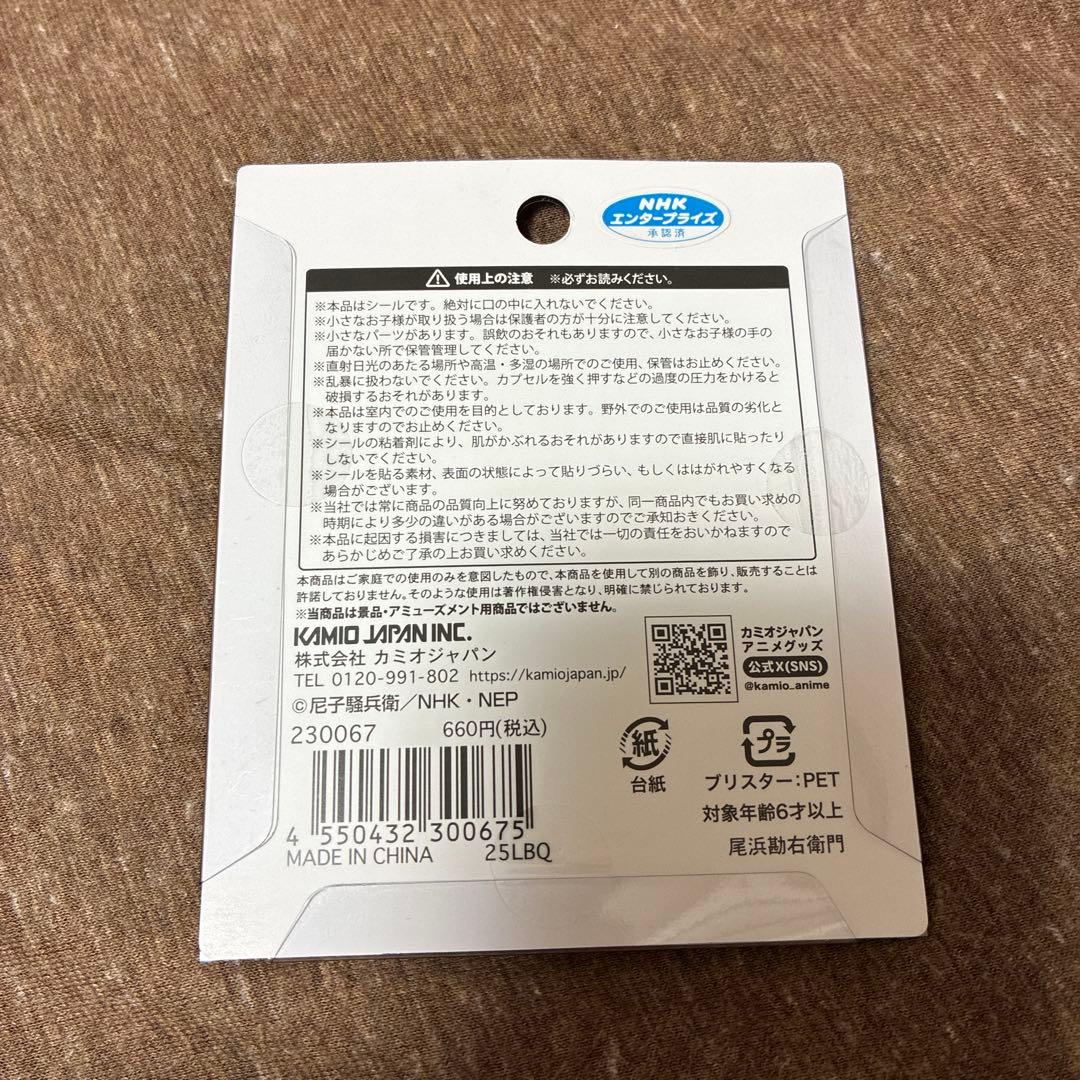 NHK
エンタープライズ
承認済
使用上の注意 ※必ずお読みください。
※本品はシールです。絶対に口の中に入れないでください。
※小さなお子様が取り扱う場合は保護者の方が十分に注意してください。
※小さなパーツがあります。誤飲のおそれもありますので、小さなお子様の手の
届かない所で保管管理してください。
※直射日光のあたる場所や高温・多湿の場所でのご使用、保管はお止めください。
※乱暴に扱わないでください。カプセルを強く押すなどの過度の圧力をかけると
破損するおそれがあります。
※本品は室内でのご使用を目的としております。野外でのご使用は品質の劣化と
なりますのでお止めください。
※シールの粘着剤により、肌がかぶれるおそれがありますので直接肌に貼ったり
しないでください。
※シールを貼る素材、表面の状態によって貼りづらい、もしくははがれやすくなる
場合がございます。
※当社では常に商品の品質向上に努めておりますが、同一商品内でもお買い求めの
時期により多少の違いがある場合がございますのでご承知おきください。
※本品に起因する損害につきましては、当社では一切の責任をおいかねますので
あらかじめご了承の上お買い求めください。
本商品はご家庭での使用のみを意図したもので、本商品を使用して別の商品を飾り、販売することは
許諾しておりません。そのような使用は著作権侵害となり、明確に禁じられております。
※当商品は景品・アミューズメント用商品ではございません。
KAMIO JAPAN INC.
株式会社 カミオジャパン
TEL 0120-991-802 https://kamiojapan.jp/
©尼子騒兵衛／NHK・NEP
カミオジャパン
アニメグッズ
公式X(SNS)
@kamio_anime
230067 660円(税込)
4 550432 300675
MADE IN CHINA 25LBQ
紙
台紙
プラ
ブリスター：PET
対象年齢6才以上
尾浜勘右衛門